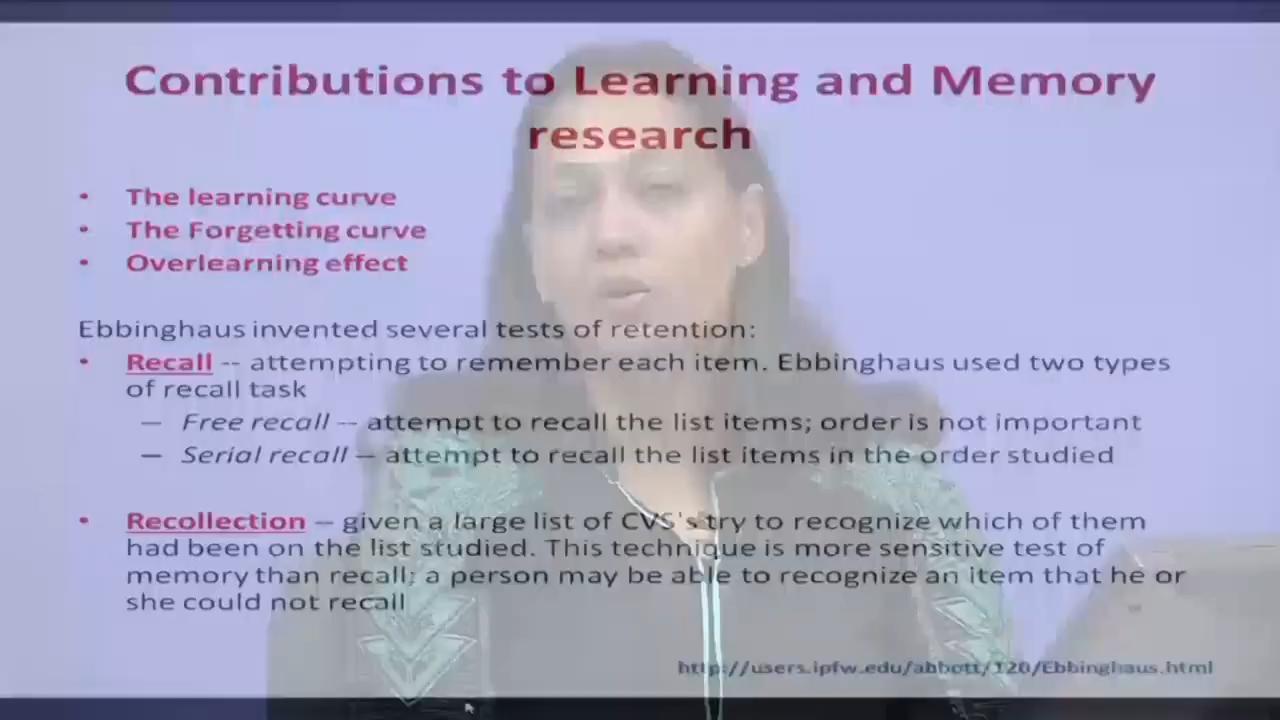 Contributions to Learning and Memory
research
• The learning curve
• The Forgetting curve
• Overlearning effect
Ebbinghaus invented several tests of retention:
• Recall -- attempting to remember each item. Ebbinghaus used two types
of recall task
– Free recall -- attempt to recall the list items; order is not important
– Serial recall – attempt to recall the list items in the order studied
• Recollection – given a large list of CVS's try to recognize which of them
had been on the list studied. This technique is more sensitive test of
memory than recall; a person may be able to recognize an item that he or
she could not recall
http://users.ipfw.edu/abbott/120/Ebbinghaus.html